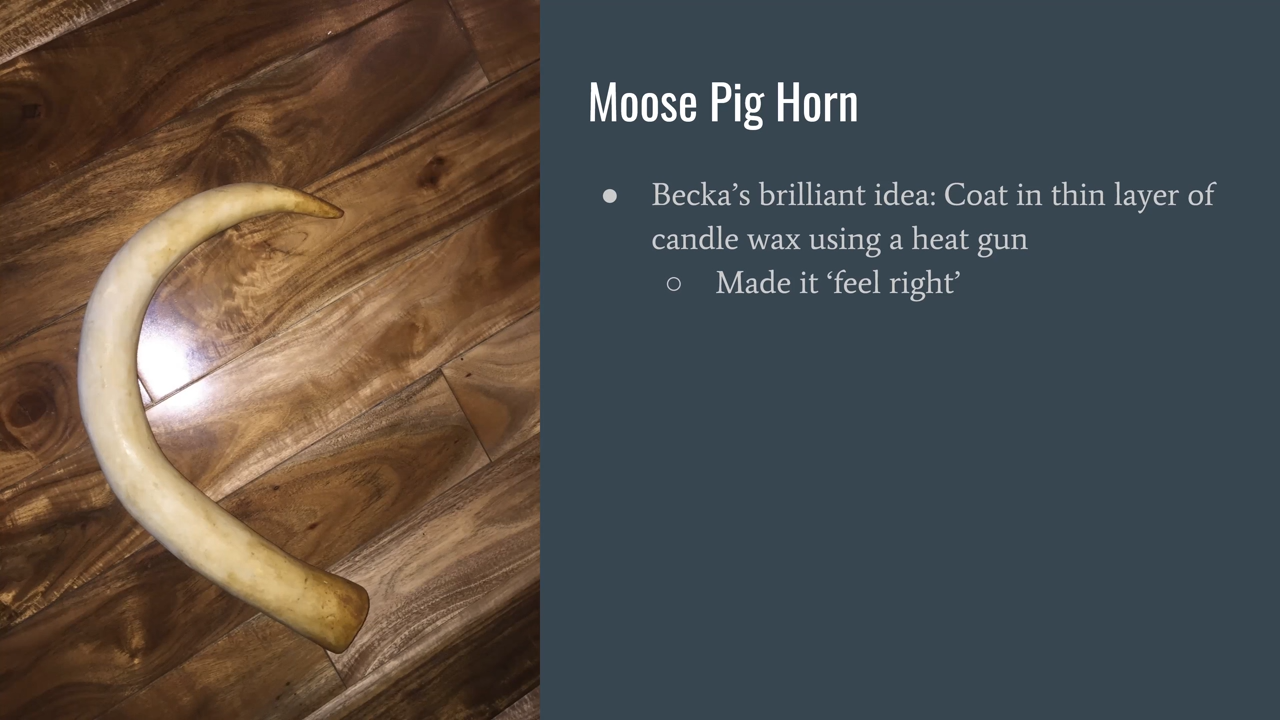 Moose Pig Horn
● Becka’s brilliant idea: Coat in thin layer of
candle wax using a heat gun
○ Made it ‘feel right’